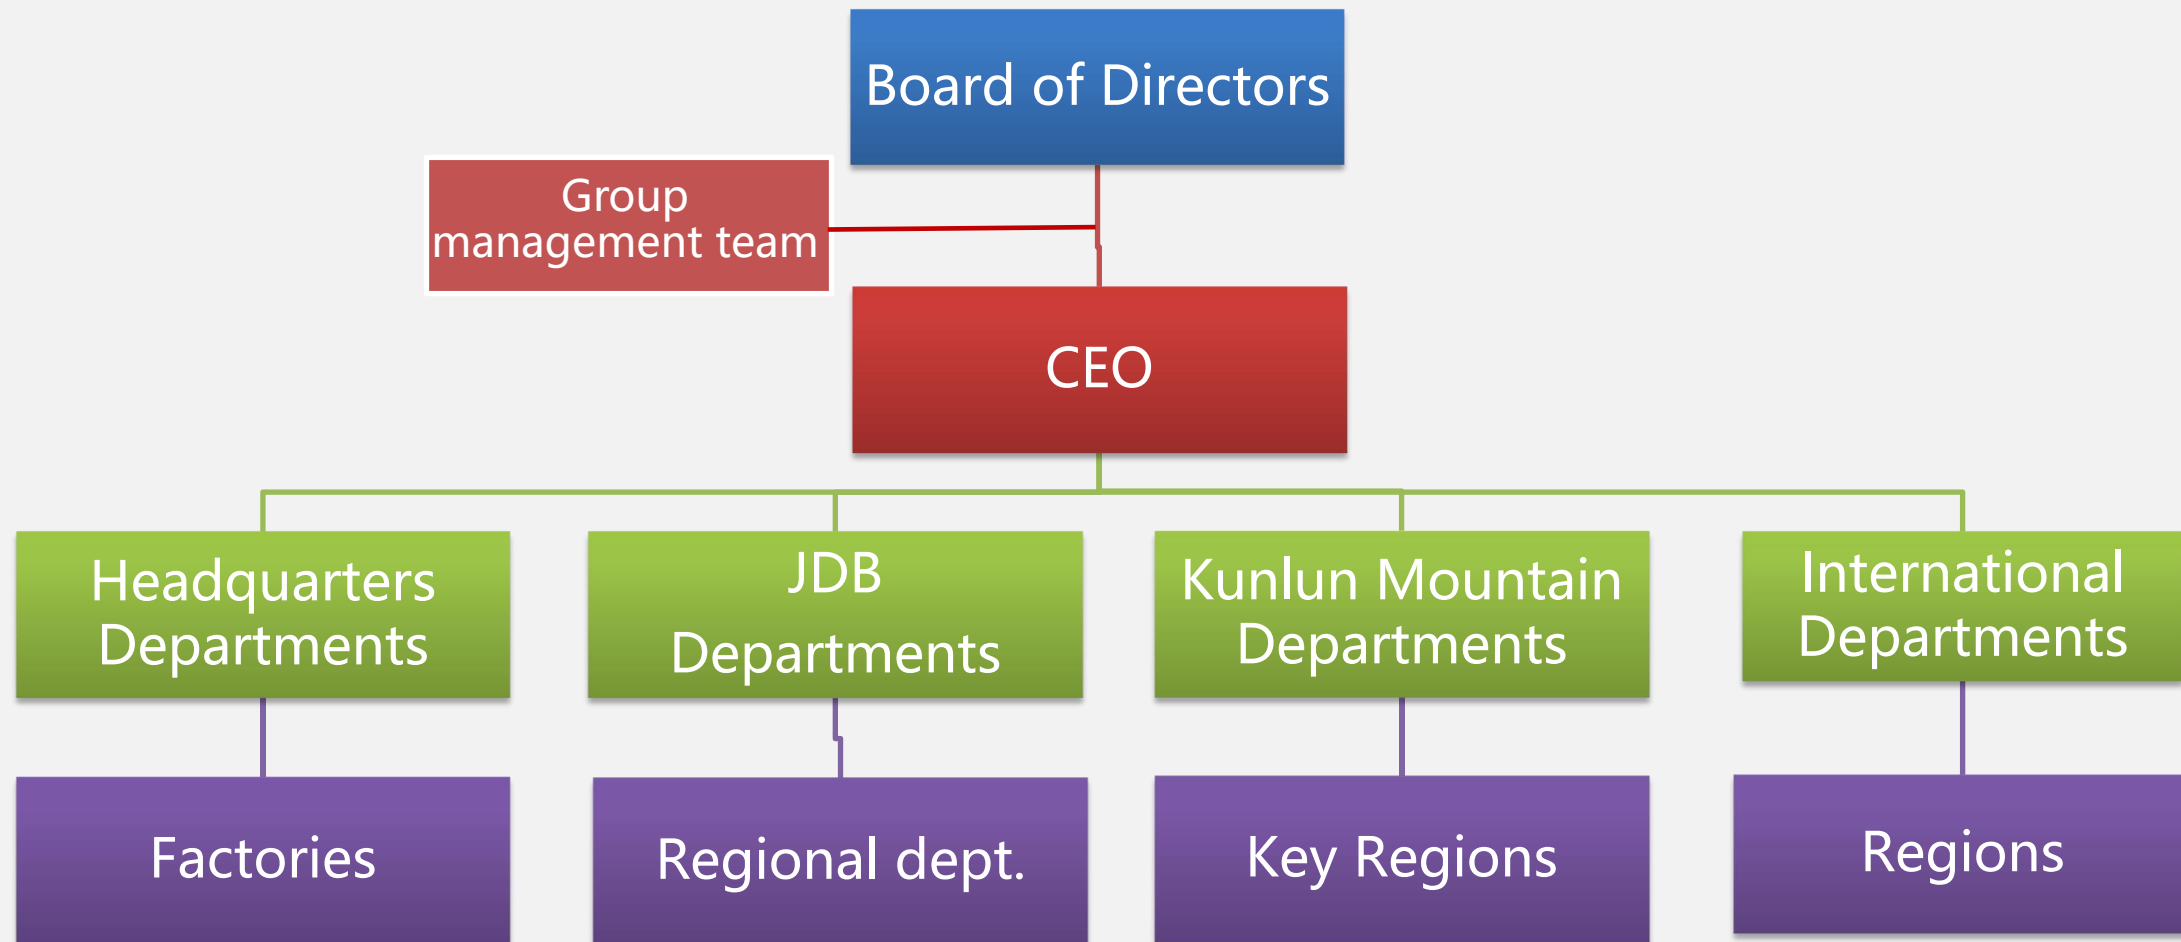 Board of Directors
Group
management team
CEO
Headquarters
Departments
JDB
Departments
Kunlun Mountain
Departments
International
Departments
Factories
Regional dept.
Key Regions
Regions